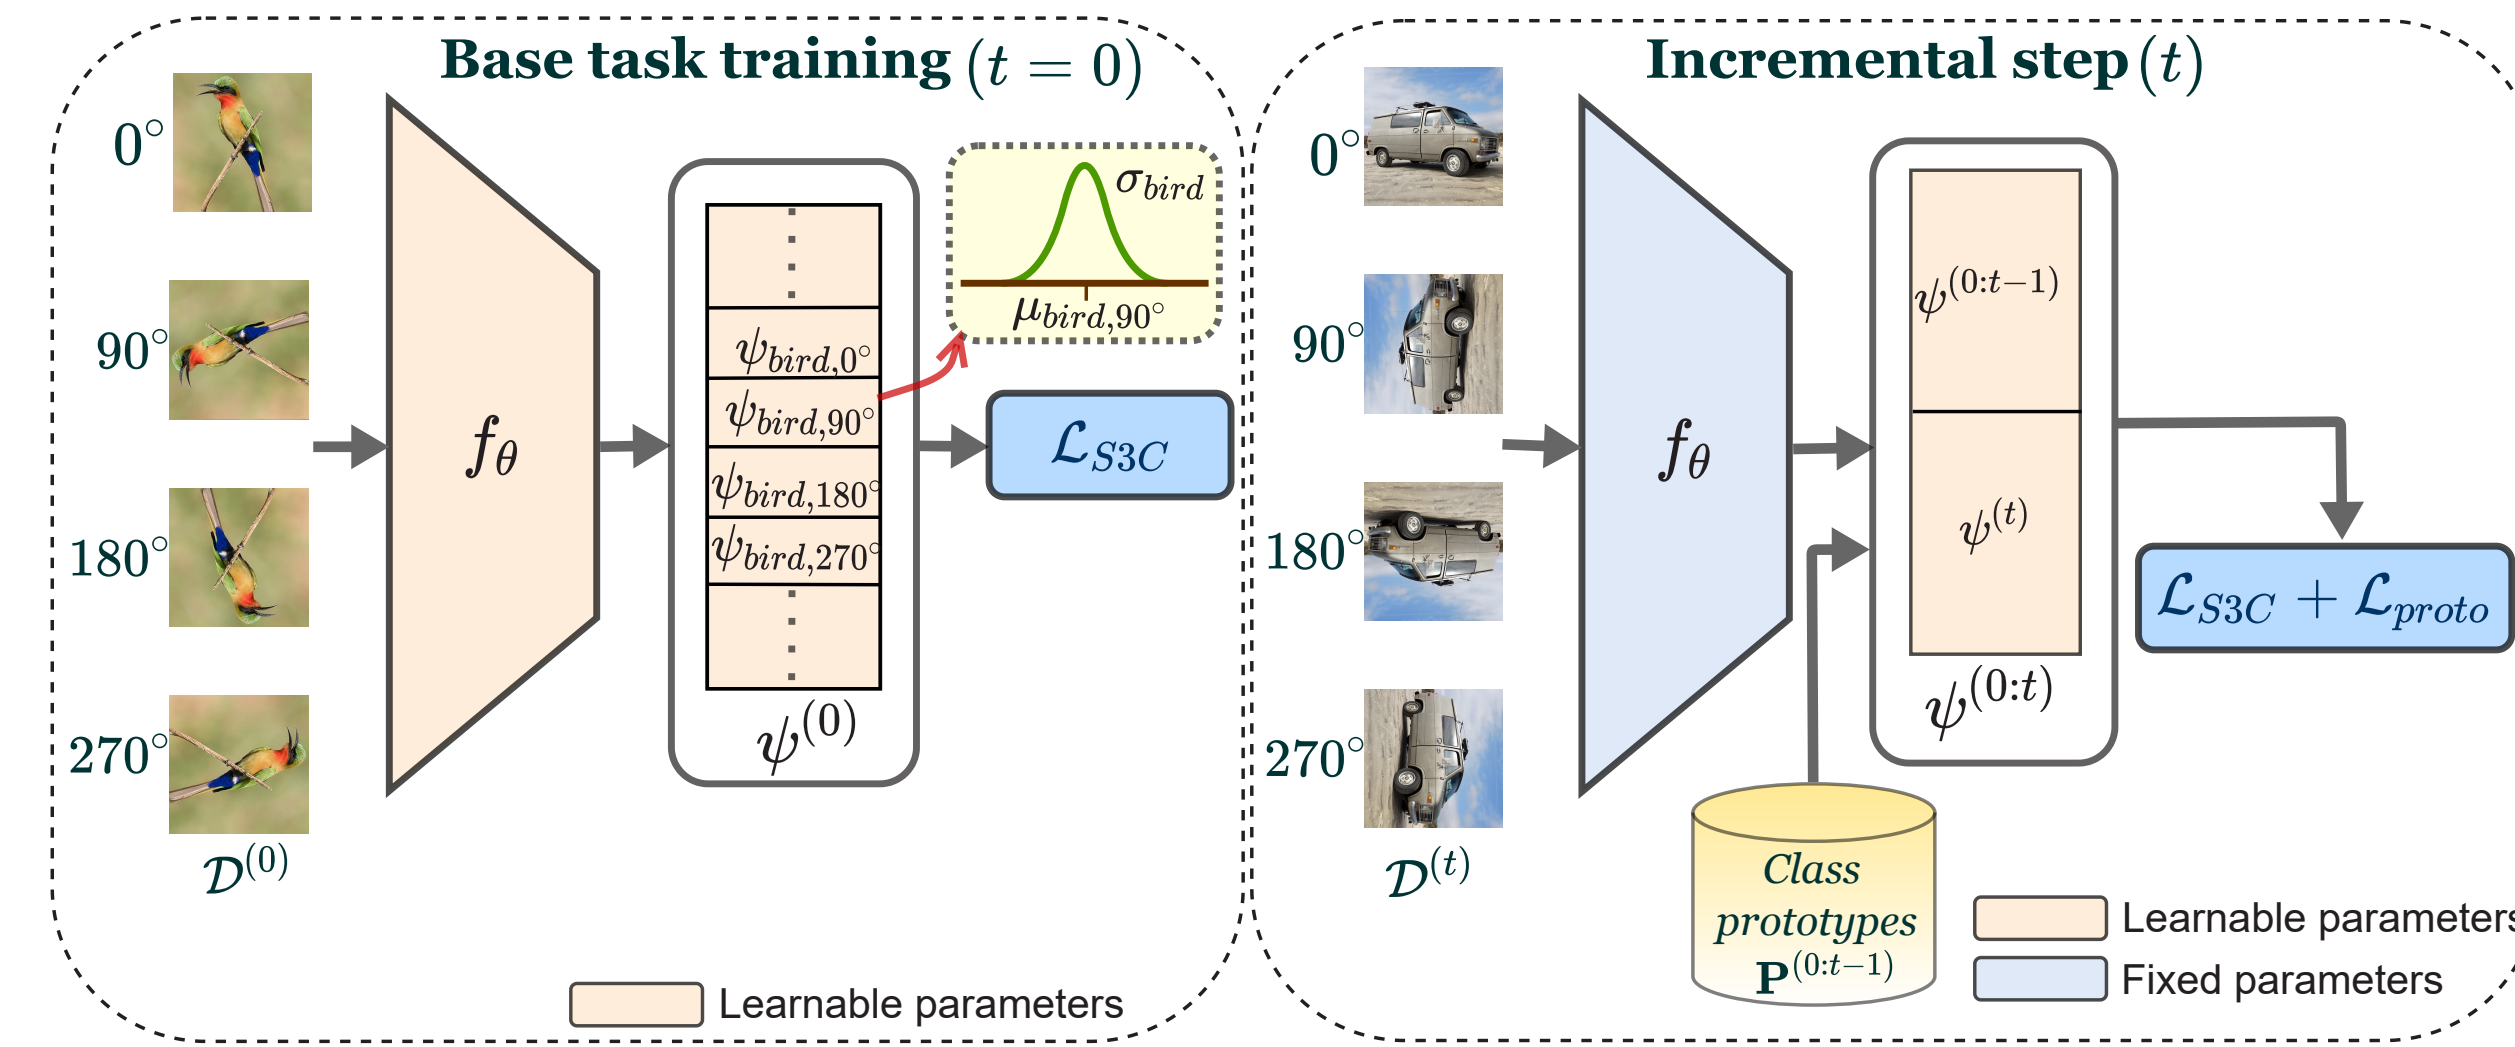 Base task training (t = 0)
0°
90°
180°
270°
𝒟^(0)
f_θ
ψ_bird,0°
ψ_bird,90°
ψ_bird,180°
ψ_bird,270°
ψ^(0)
σ_bird
μ_bird,90°
ℒ_S3C
Learnable parameters
Incremental step (t)
0°
90°
180°
270°
𝒟^(t)
f_θ
ψ^(0:t−1)
ψ^(t)
ψ^(0:t)
ℒ_S3C + ℒ_proto
Class
prototypes
P^(0:t−1)
Learnable parameters
Fixed parameters